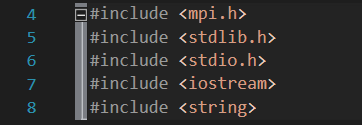 4 #include <mpi.h>
5 #include <stdlib.h>
6 #include <stdio.h>
7 #include <iostream>
8 #include <string>